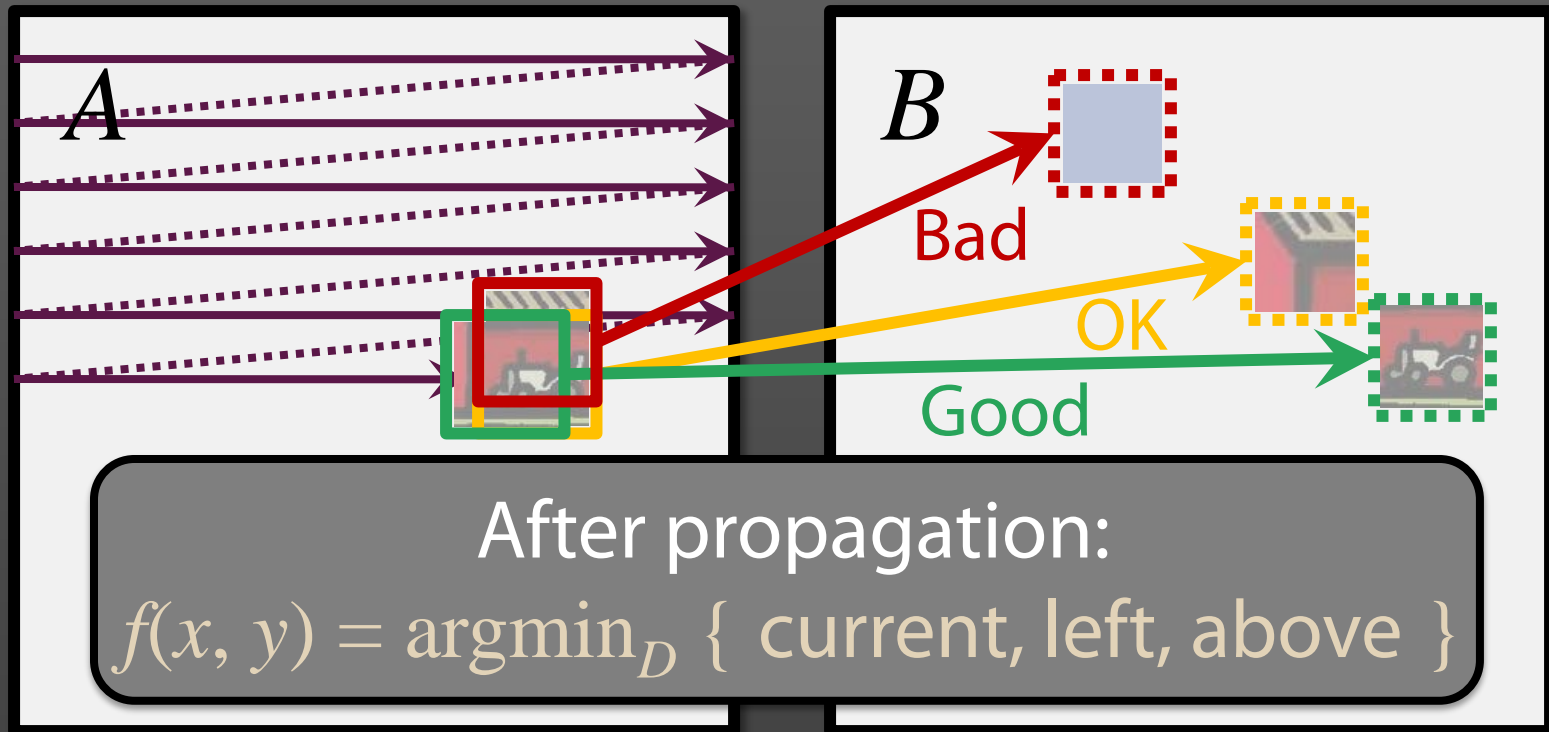 A
B
Bad
OK
Good
After propagation:
f(x, y) = argmin_D { current, left, above }